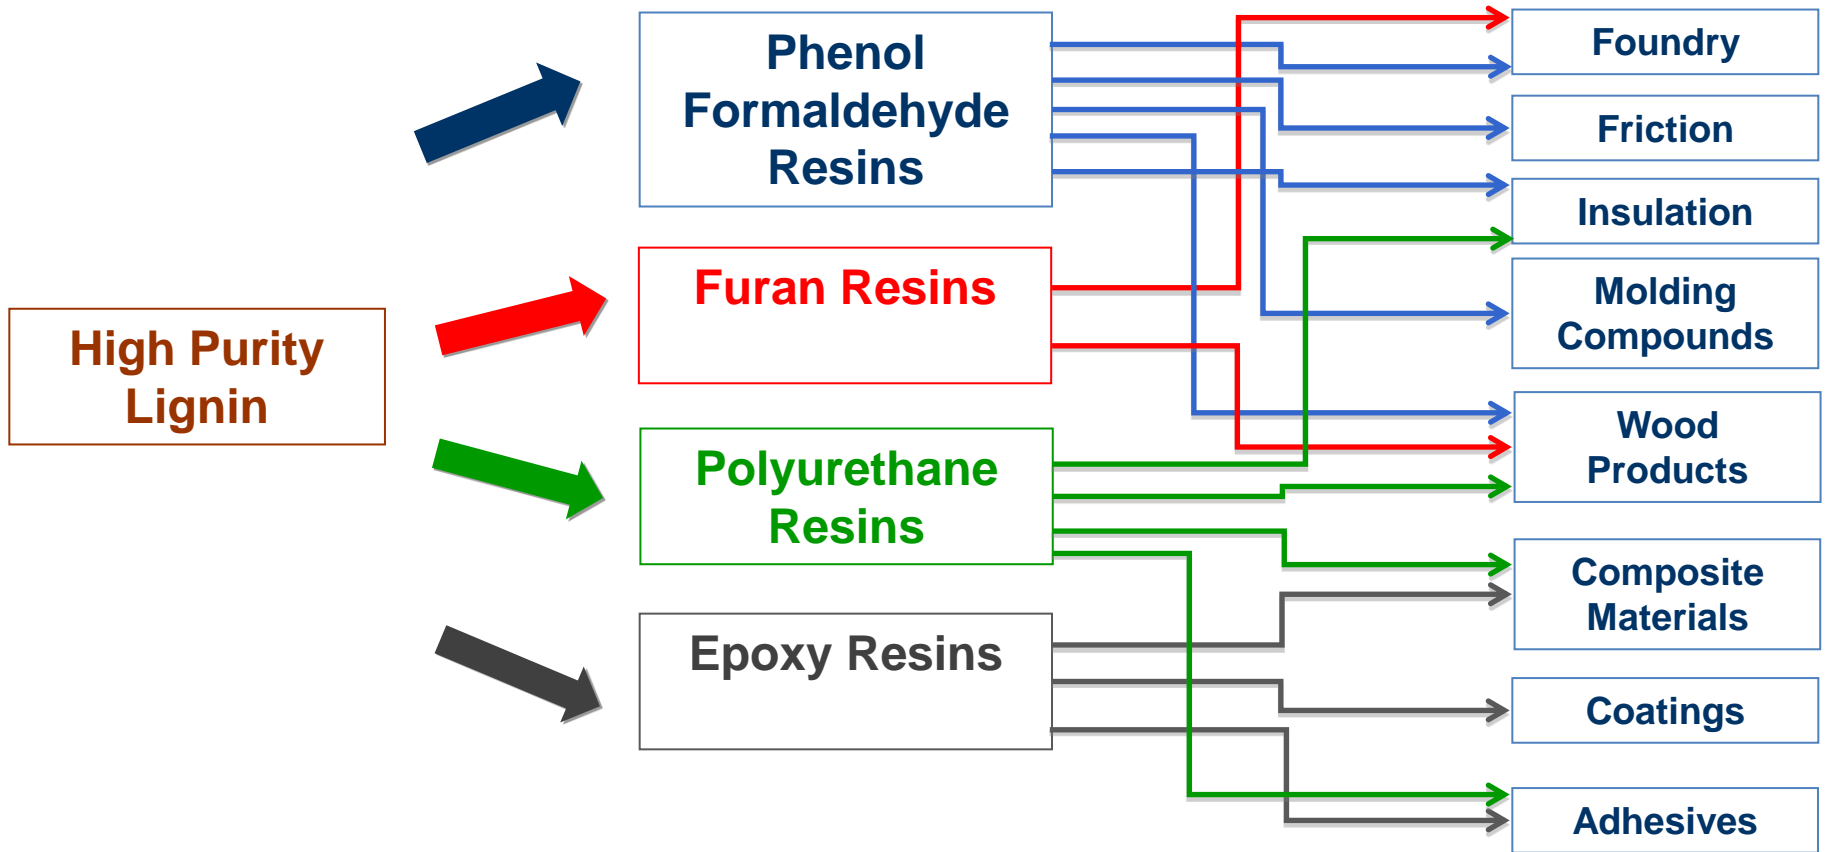 High Purity
Lignin
Phenol
Formaldehyde
Resins
Furan Resins
Polyurethane
Resins
Epoxy Resins
Foundry
Friction
Insulation
Molding
Compounds
Wood
Products
Composite
Materials
Coatings
Adhesives